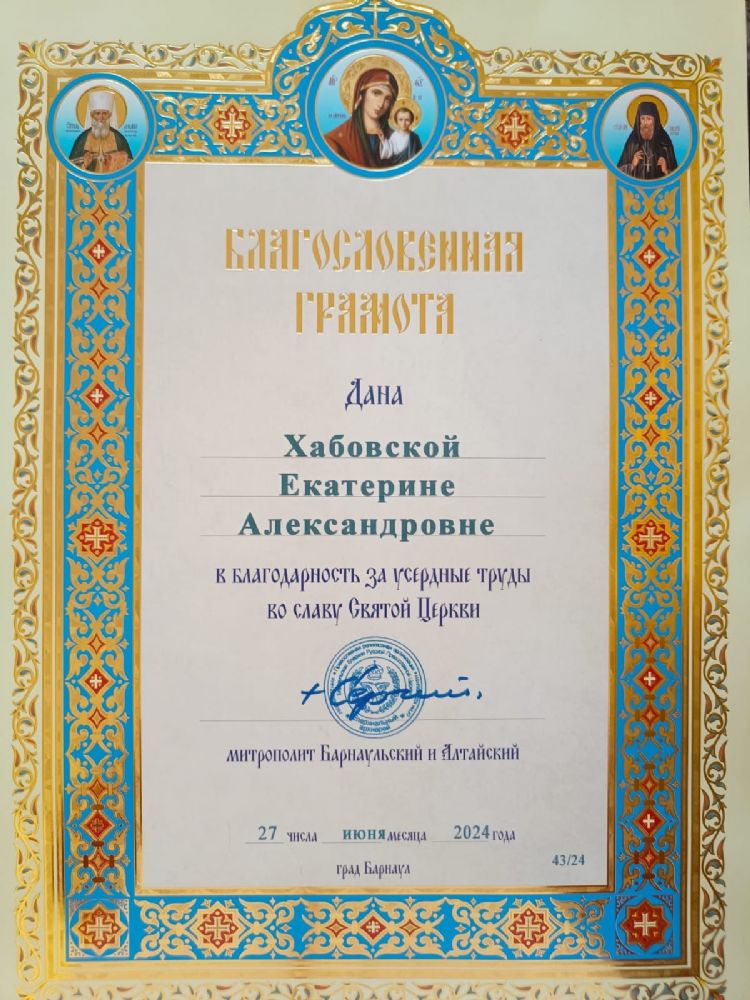 БЛАГОСЛОВЕННАЯ
ГРАМОТА
Дана
Хабовской
Екатерине
Александровне
в благодарность за усердные труды
во славу Святой Церкви
митрополит Барнаульский и Алтайский
27 числа июня месяца 2024 года
град Барнаул
43/24